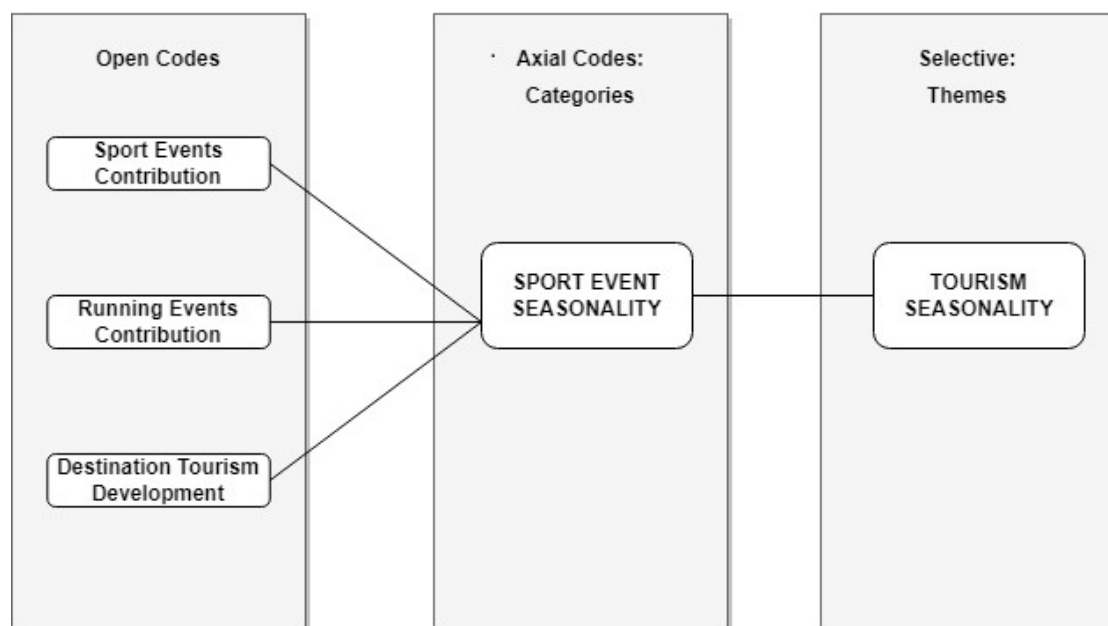 Open Codes
Sport Events
Contribution
Running Events
Contribution
Destination Tourism
Development
· Axial Codes:
Categories
SPORT EVENT
SEASONALITY
Selective:
Themes
TOURISM
SEASONALITY